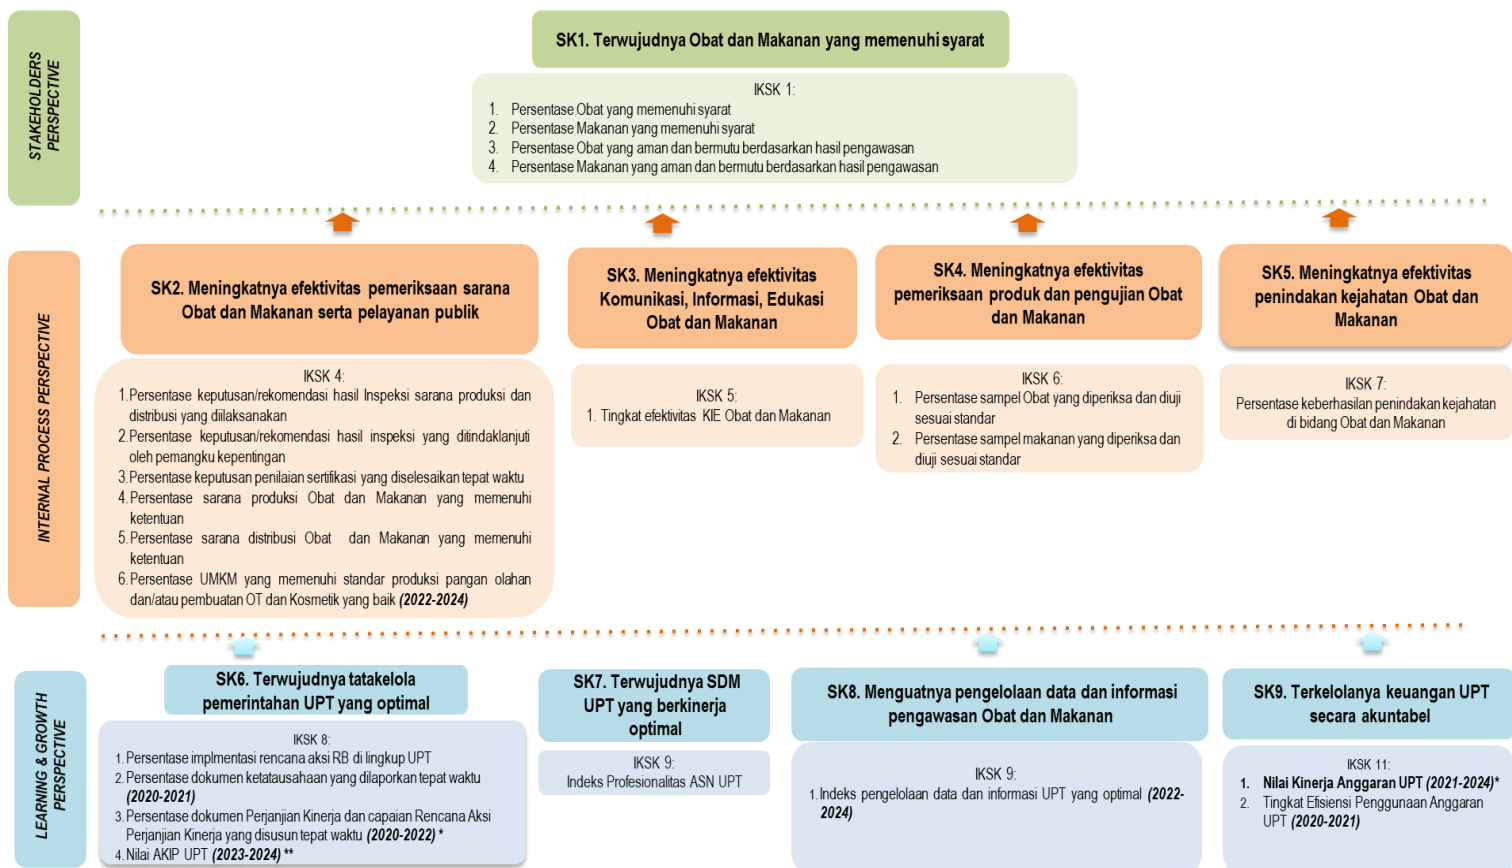 STAKEHOLDERS
PERSPECTIVE
SK1. Terwujudnya Obat dan Makanan yang memenuhi syarat
IKSK 1:
1. Persentase Obat yang memenuhi syarat
2. Persentase Makanan yang memenuhi syarat
3. Persentase Obat yang aman dan bermutu berdasarkan hasil pengawasan
4. Persentase Makanan yang aman dan bermutu berdasarkan hasil pengawasan
INTERNAL PROCESS PERSPECTIVE
SK2. Meningkatnya efektivitas pemeriksaan sarana
Obat dan Makanan serta pelayanan publik
IKSK 4:
1. Persentase keputusan/rekomendasi hasil Inspeksi sarana produksi dan
distribusi yang diilaksanakan
2. Persentase keputusan/rekomendasi hasil inspeksi yang ditindaklanjuti
oleh pemangku kepentingan
3. Persentase keputusan penilaian sertifikasi yang diselesaikan tepat waktu
4. Persentase sarana produksi Obat dan Makanan yang memenuhi
ketentuan
5. Persentase sarana distribusi Obat dan Makanan yang memenuhi
ketentuan
6. Persentase UMKM yang memenuhi standar produksi pangan olahan
dan/atau pembuatan OT dan Kosmetik yang baik (2022-2024)
SK3. Meningkatnya efektivitas
Komunikasi, Informasi, Edukasi
Obat dan Makanan
IKSK 5:
1. Tingkat efektivitas KIE Obat dan Makanan
SK4. Meningkatnya efektivitas
pemeriksaan produk dan pengujian Obat
dan Makanan
IKSK 6:
1. Persentase sampel Obat yang diperiksa dan diuji
sesuai standar
2. Persentase sampel makanan yang diperiksa dan
diuji sesuai standar
SK5. Meningkatnya efektivitas
penindakan kejahatan Obat dan
Makanan
IKSK 7:
Persentase keberhasilan penindakan kejahatan
di bidang Obat dan Makanan
LEARNING & GROWTH
PERSPECTIVE
SK6. Terwujudnya tatakelola
pemerintahan UPT yang optimal
IKSK 8:
1. Persentase implmentasi rencana aksi RB di lingkup UPT
2. Persentase dokumen ketatausahaan yang dilaporkan tepat waktu
(2020-2021)
3. Persentase dokumen Perjanjian Kinerja dan capaian Rencana Aksi
Perjanjian Kinerja yang disusun tepat waktu (2020-2022) *
4. Nilai AKIP UPT (2023-2024) **
SK7. Terwujudnya SDM
UPT yang berkinerja
optimal
IKSK 9:
Indeks Profesionalitas ASN UPT
SK8. Menguatnya pengelolaan data dan informasi
pengawasan Obat dan Makanan
IKSK 9:
1. Indeks pengelolaan data dan informasi UPT yang optimal (2022-
2024)
SK9. Terkelolanya keuangan UPT
secara akuntabel
IKSK 11:
1. Nilai Kinerja Anggaran UPT (2021-2024)*
2. Tingkat Efisiensi Penggunaan Anggaran
UPT (2020-2021)